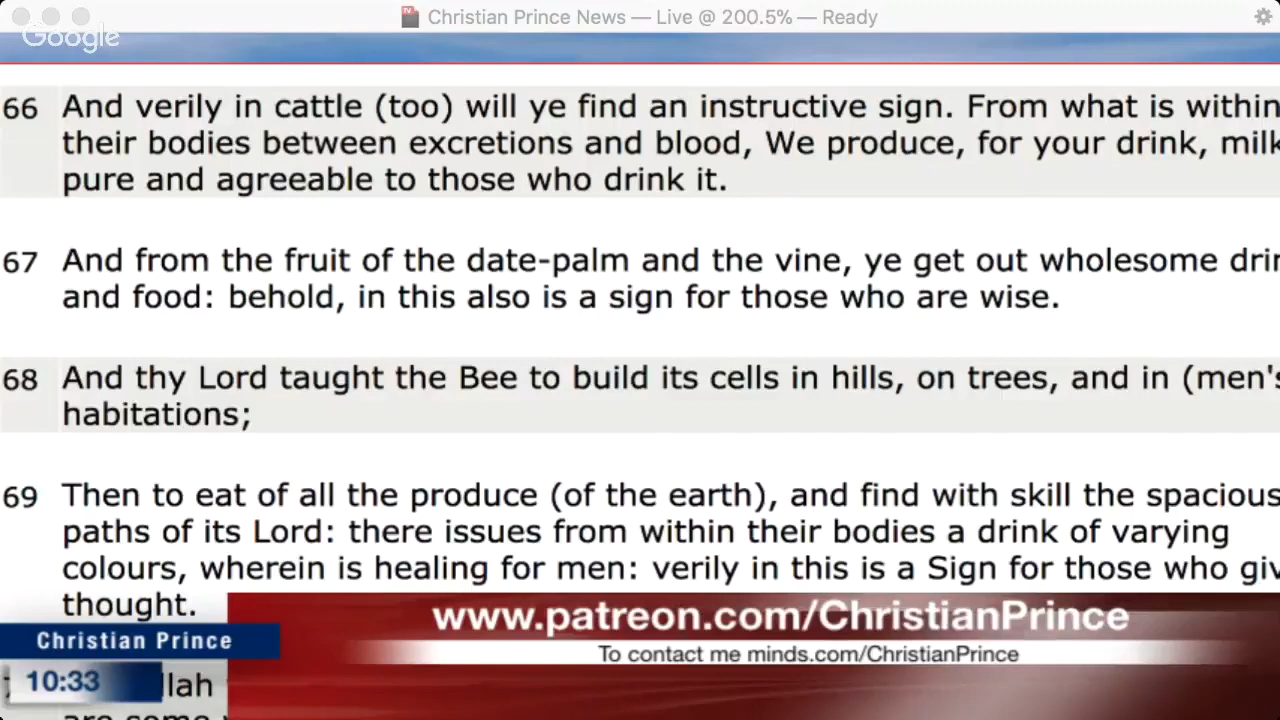 Christian Prince News — Live @ 200.5% — Ready
Google
66 And verily in cattle (too) will ye find an instructive sign. From what is within
their bodies between excretions and blood, We produce, for your drink, milk
pure and agreeable to those who drink it.
67 And from the fruit of the date-palm and the vine, ye get out wholesome
and food: behold, in this also is a sign for those who are wise.
68 And thy Lord taught the Bee to build its cells in hills, on trees, and in (men's
habitations;
69 Then to eat of all the produce (of the earth), and find with skill the spacious
paths of its Lord: there issues from within their bodies a drink of varying
colours, wherein is healing for men: verily in this is a Sign for those who
thought.
www.patreon.com/ChristianPrince
Christian Prince
To contact me minds.com/ChristianPrince
10:33